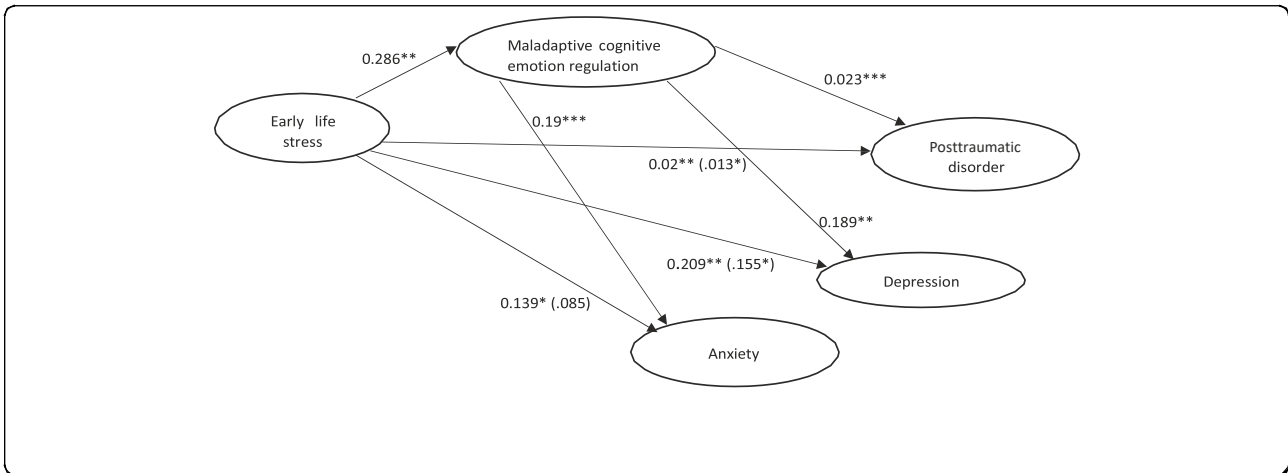 Maladaptive cognitive
emotion regulation
0.286**
0.023***
Early life
stress
0.19***
Posttraumatic
disorder
0.02** (.013*)
0.189**
0.209** (.155*)
Depression
0.139* (.085)
Anxiety